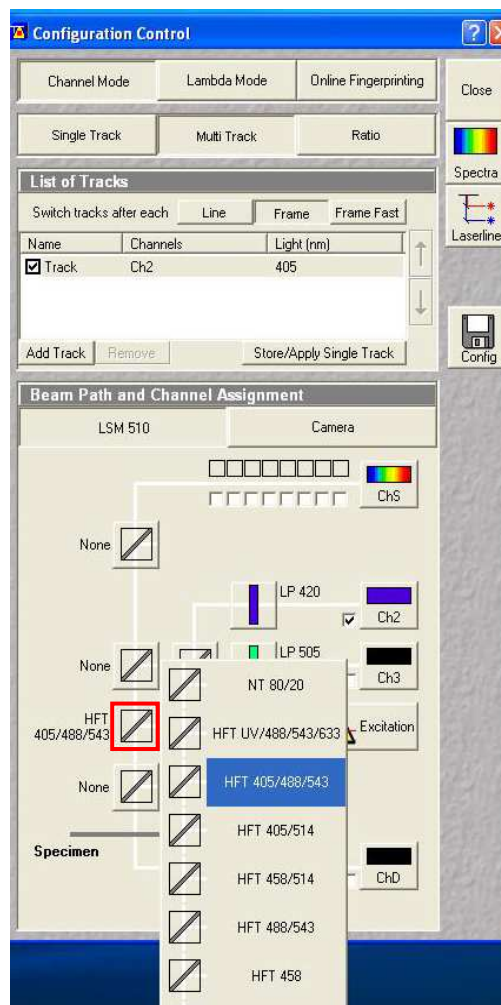 Configuration Control
Channel Mode
Lambda Mode
Online Fingerprinting
Close
Single Track
Multi Track
Ratio
Spectra
List of Tracks
Switch tracks after each
Line
Frame
Frame Fast
Laserline
Name
Channels
Light (nm)
Track
Ch2
405
Add Track
Remove
Store/Apply Single Track
Config
Beam Path and Channel Assignment
LSM 510
Camera
ChS
None
LP 420
Ch2
None
LP 505
Ch3
NT 80/20
HFT
405/488/543
HFT UV/488/543/633
Excitation
None
HFT 405/488/543
HFT 405/514
Specimen
HFT 458/514
ChD
HFT 488/543
HFT 458